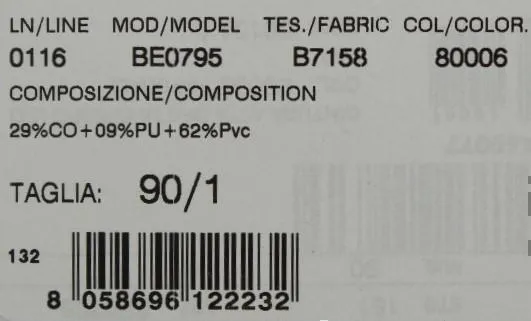 LN/LINE MOD/MODEL TES./FABRIC COL/COLOR.
0116 BE0795 B7158 80006
COMPOSIZIONE/COMPOSITION
29%CO+09%PU+62%Pvc
TAGLIA: 90/1
132
8 058696 122232